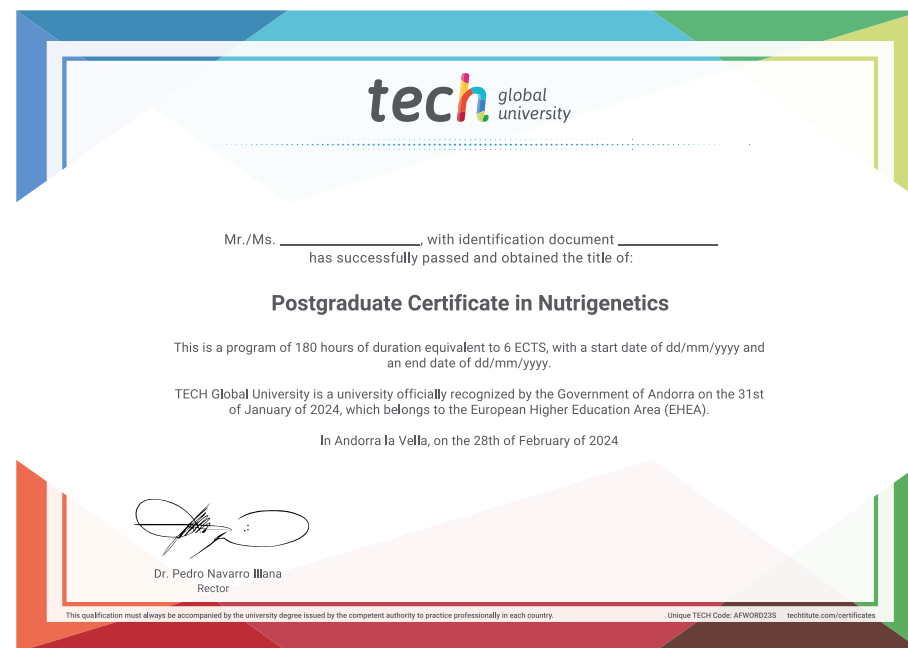 tech global university
Mr./Ms. ____________________, with identification document ______________
has successfully passed and obtained the title of:
Postgraduate Certificate in Nutrigenetics
This is a program of 180 hours of duration equivalent to 6 ECTS, with a start date of dd/mm/yyyy and
an end date of dd/mm/yyyy.
TECH Global University is a university officially recognized by the Government of Andorra on the 31st
of January of 2024, which belongs to the European Higher Education Area (EHEA).
In Andorra la Vella, on the 28th of February of 2024
Dr. Pedro Navarro Illana
Rector
This qualification must always be accompanied by the university degree issued by the competent authority to practice professionally in each country.
Unique TECH Code: AFWORD23S techtitute.com/certificates